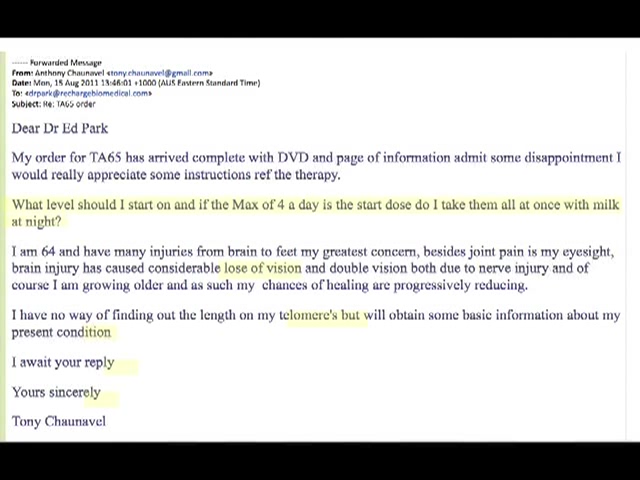 ------ Forwarded Message
From: Anthony Chaunavel <tony.chaunavel@gmail.com>
Date: Mon, 15 Aug 2011 13:46:01 +1000 (AUS Eastern Standard Time)
To: <drpark@rechargebiomedical.com>
Subject: Re: TA65 order
Dear Dr Ed Park
My order for TA65 has arrived complete with DVD and page of information admit some disappointment I
would really appreciate some instructions ref the therapy.
What level should I start on and if the Max of 4 a day is the start dose do I take them all at once with milk
at night?
I am 64 and have many injuries from brain to feet my greatest concern, besides joint pain is my eyesight,
brain injury has caused considerable lose of vision and double vision both due to nerve injury and of
course I am growing older and as such my chances of healing are progressively reducing.
I have no way of finding out the length on my telomere's but will obtain some basic information about my
present condition
I await your reply
Yours sincerely
Tony Chaunavel